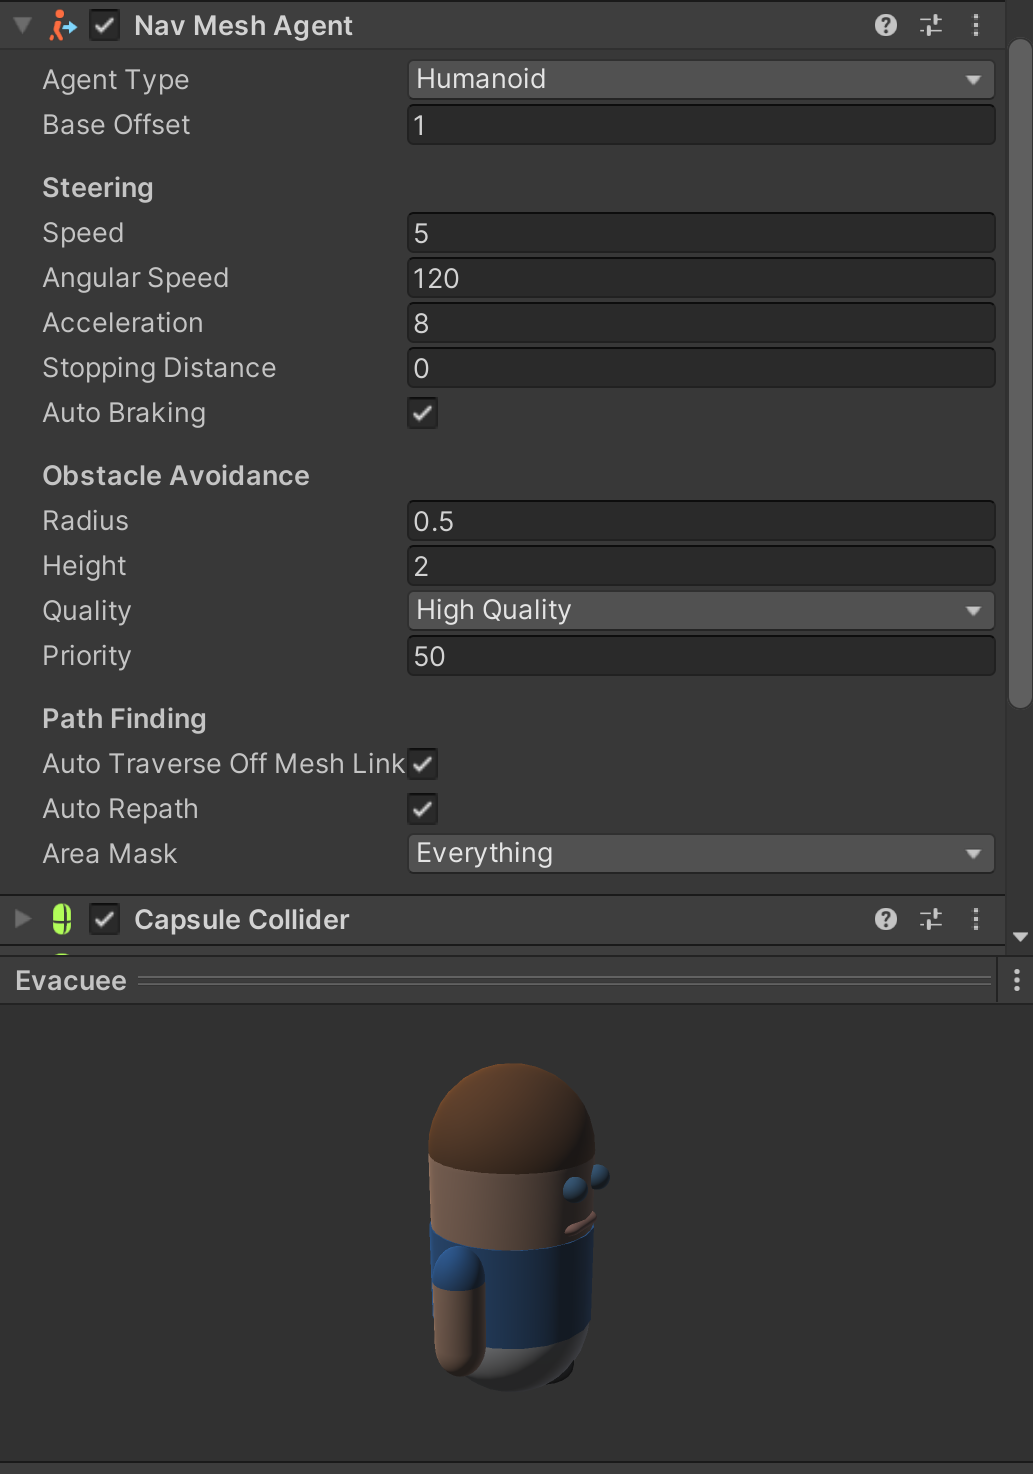 Nav Mesh Agent
Agent Type Humanoid
Base Offset 1
Steering
Speed 5
Angular Speed 120
Acceleration 8
Stopping Distance 0
Auto Braking
Obstacle Avoidance
Radius 0.5
Height 2
Quality High Quality
Priority 50
Path Finding
Auto Traverse Off Mesh Link
Auto Repath
Area Mask Everything
Capsule Collider
Evacuee